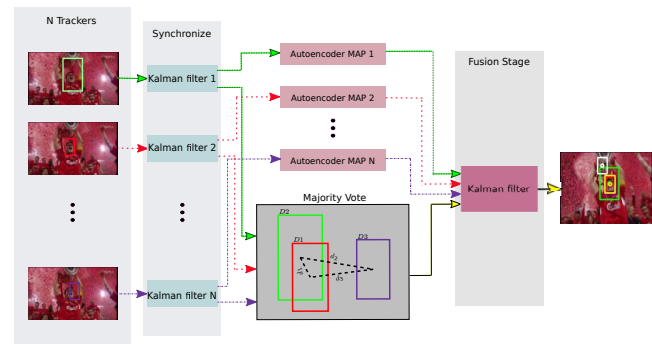 N Trackers
Synchronize
Kalman filter 1
Kalman filter 2
Kalman filter N
Autoencoder MAP 1
Autoencoder MAP 2
Autoencoder MAP N
Majority Vote
D2
D1
D3
d2
d3
Fusion Stage
Kalman filter